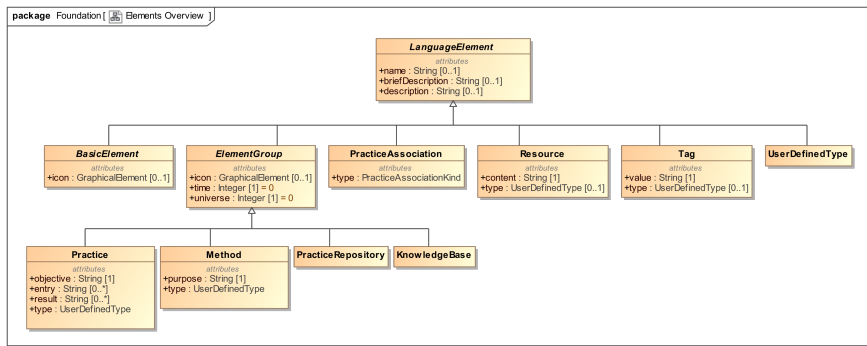 package Foundation [ Elements Overview ]
LanguageElement
attributes
+name : String [0..1]
+briefDescription : String [0..1]
+description : String [0..1]
BasicElement
attributes
+icon : GraphicalElement [0..1]
ElementGroup
attributes
+icon : GraphicalElement [0..1]
+time : Integer [1] = 0
+universe : Integer [1] = 0
PracticeAssociation
attributes
+type : PracticeAssociationKind
Resource
attributes
+content : String [1]
+type : UserDefinedType [0..1]
Tag
attributes
+value : String [1]
+type : UserDefinedType [0..1]
UserDefinedType
Practice
attributes
+objective : String [1]
+entry : String [0..*]
+result : String [0..*]
+type : UserDefinedType
Method
attributes
+purpose : String [1]
+type : UserDefinedType
PracticeRepository
KnowledgeBase